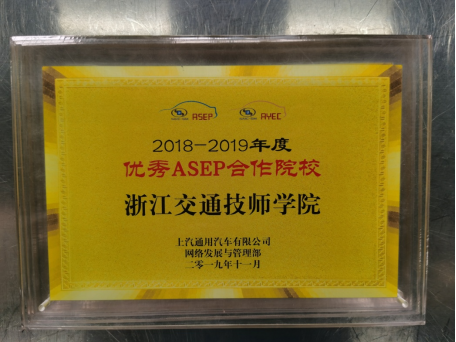 ASEP AYEC
2018-2019年度
优秀ASEP合作院校
浙江交通技师学院
上汽通用汽车有限公司
网络发展与管理部
二零一九年十一月